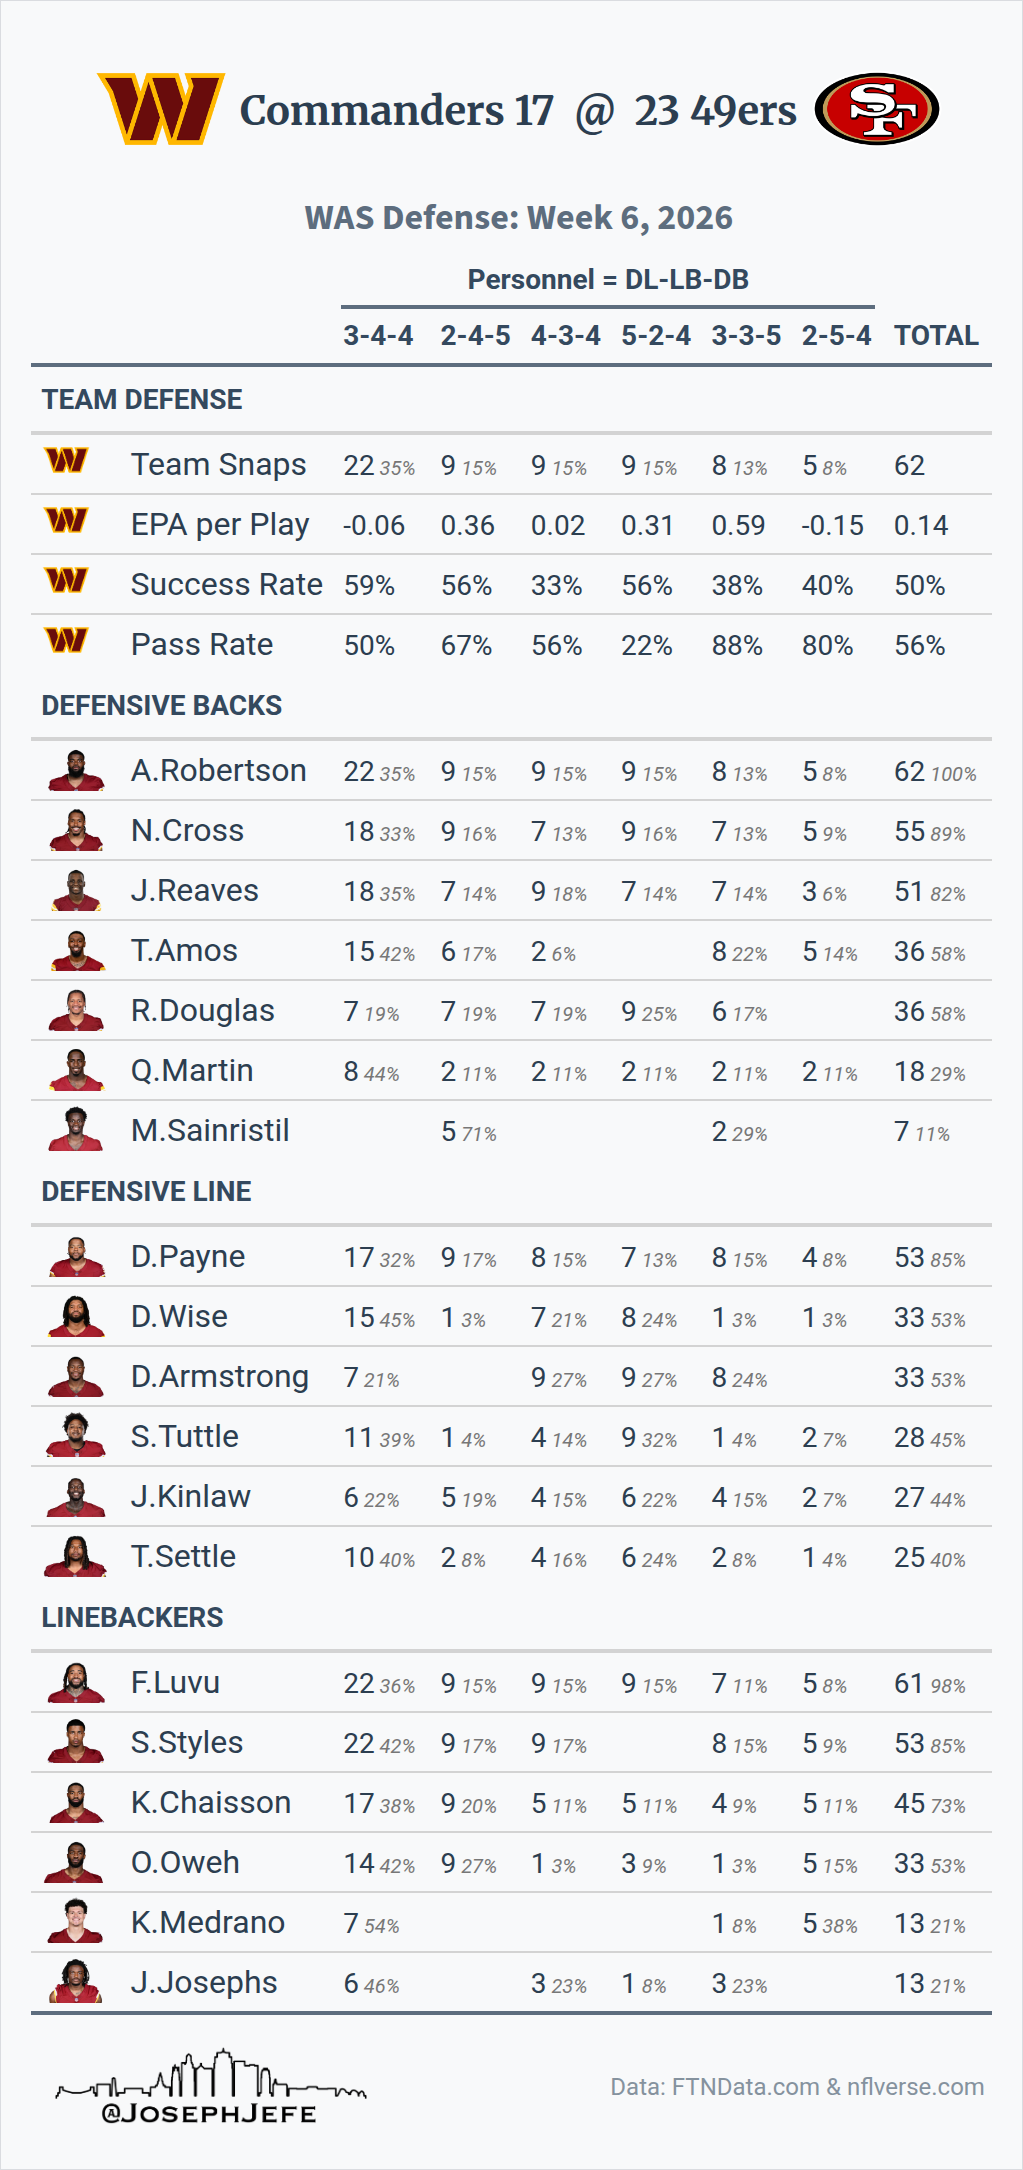 Commanders 17 @ 23 49ers
WAS Defense: Week 6, 2026
Personnel = DL-LB-DB
3-4-4 2-4-5 4-3-4 5-2-4 3-3-5 2-5-4 TOTAL
TEAM DEFENSE
Team Snaps 22 35% 9 15% 9 15% 9 15% 8 13% 5 8% 62
EPA per Play -0.06 0.36 0.02 0.31 0.59 -0.15 0.14
Success Rate 59% 56% 33% 56% 38% 40% 50%
Pass Rate 50% 67% 56% 22% 88% 80% 56%
DEFENSIVE BACKS
A.Robertson 22 35% 9 15% 9 15% 9 15% 8 13% 5 8% 62 100%
N.Cross 18 33% 9 16% 7 13% 9 16% 7 13% 5 9% 55 89%
J.Reaves 18 35% 7 14% 9 18% 7 14% 7 14% 3 6% 51 82%
T.Amos 15 42% 6 17% 2 6% 8 22% 5 14% 36 58%
R.Douglas 7 19% 7 19% 7 19% 9 25% 6 17% 36 58%
Q.Martin 8 44% 2 11% 2 11% 2 11% 2 11% 2 11% 18 29%
M.Sainristil 5 71% 2 29% 7 11%
DEFENSIVE LINE
D.Payne 17 32% 9 17% 8 15% 7 13% 8 15% 4 8% 53 85%
D.Wise 15 45% 1 3% 7 21% 8 24% 1 3% 1 3% 33 53%
D.Armstrong 7 21% 9 27% 9 27% 8 24% 33 53%
S.Tuttle 11 39% 1 4% 4 14% 9 32% 1 4% 2 7% 28 45%
J.Kinlaw 6 22% 5 19% 4 15% 6 22% 4 15% 2 7% 27 44%
T.Settle 10 40% 2 8% 4 16% 6 24% 2 8% 1 4% 25 40%
LINEBACKERS
F.Luvu 22 36% 9 15% 9 15% 9 15% 7 11% 5 8% 61 98%
S.Styles 22 42% 9 17% 9 17% 8 15% 5 9% 53 85%
K.Chaisson 17 38% 9 20% 5 11% 5 11% 4 9% 5 11% 45 73%
O.Oweh 14 42% 9 27% 1 3% 3 9% 1 3% 5 15% 33 53%
K.Medrano 7 54% 1 8% 5 38% 13 21%
J.Josephs 6 46% 3 23% 1 8% 3 23% 13 21%
@JOSEPHJEFE
Data: FTNData.com & nflverse.com